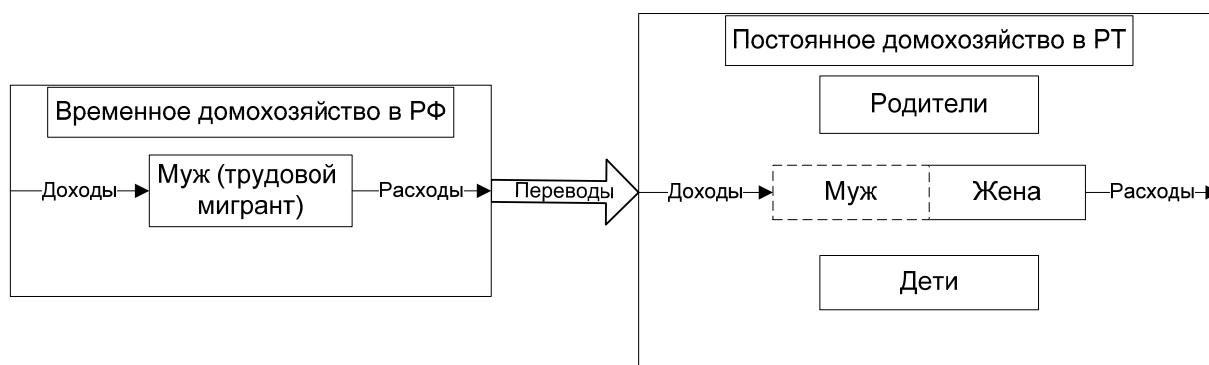 Временное домохозяйство в РФ
Доходы
Муж (трудовой
мигрант)
Расходы
Переводы
Постоянное домохозяйство в РТ
Родители
Доходы
Муж
Жена
Расходы
Дети